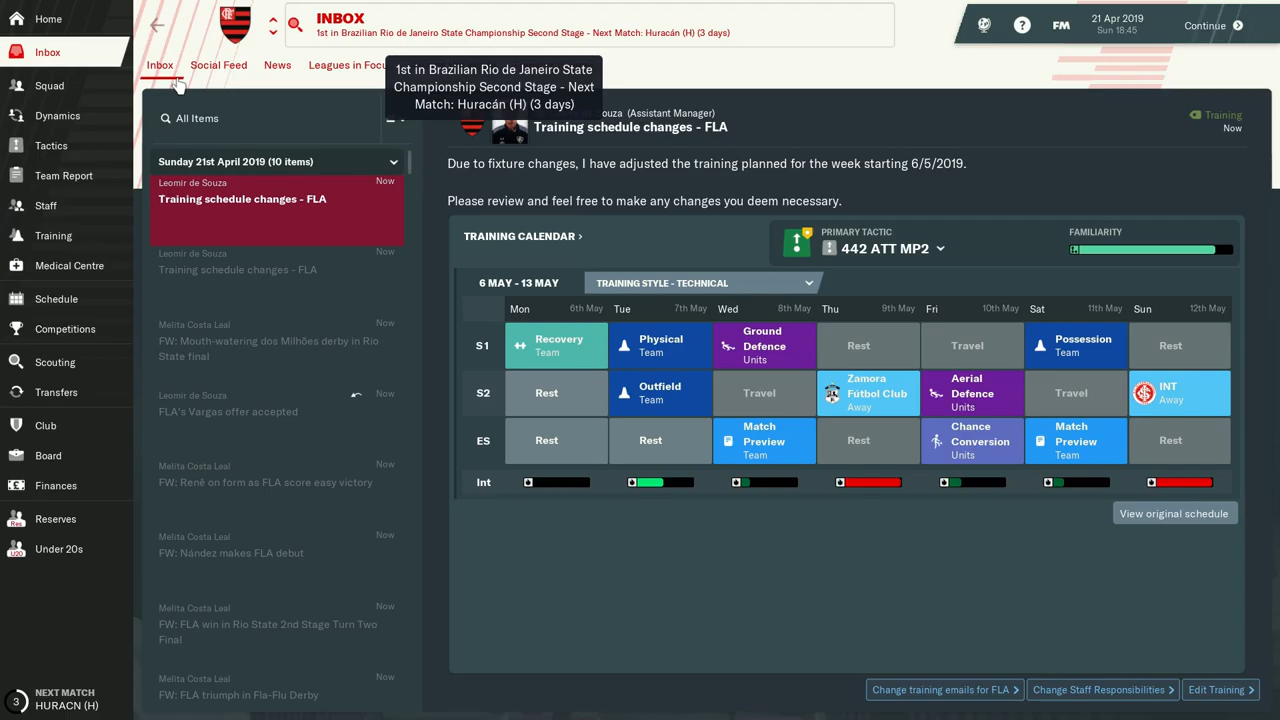 Home
Inbox
Squad
Dynamics
Tactics
Team Report
Staff
Training
Medical Centre
Schedule
Competitions
Scouting
Transfers
Club
Board
Finances
Res
Reserves
U20
Under 20s
3
NEXT MATCH
HURACN (H)
INBOX
1st in Brazilian Rio de Janeiro State Championship Second Stage - Next Match: Huracán (H) (3 days)
?
FM
21 Apr 2019
Sun 18:45
Continue
Inbox
Social Feed
News
Leagues in Focu
1st in Brazilian Rio de Janeiro State
Championship Second Stage - Next
Match: Huracán (H) (3 days)
All Items
Sunday 21st April 2019 (10 items)
Leomir de Souza
Now
Training schedule changes - FLA
Leomir de Souza
Now
Training schedule changes - FLA
Melita Costa Leal
Now
FW: Mouth-watering dos Milhões derby in Rio
State final
Leomir de Souza
Now
FLA's Vargas offer accepted
Melita Costa Leal
Now
FW: Renê on form as FLA score easy victory
Melita Costa Leal
Now
FW: Nández makes FLA debut
Melita Costa Leal
Now
FW: FLA win in Rio State 2nd Stage Turn Two
Final
Melita Costa Leal
Now
FW: FLA triumph in Fla-Flu Derby
Souza (Assistant Manager)
Training schedule changes - FLA
Training
Now
Due to fixture changes, I have adjusted the training planned for the week starting 6/5/2019.
Please review and feel free to make any changes you deem necessary.
TRAINING CALENDAR >
PRIMARY TACTIC
442 ATT MP2
FAMILIARITY
6 MAY - 13 MAY
TRAINING STYLE - TECHNICAL
Mon 6th May Tue 7th May Wed 8th May Thu 9th May Fri 10th May Sat 11th May Sun 12th May
S1
Recovery
Team
Physical
Team
Ground
Defence
Units
Rest
Travel
Possession
Team
Rest
S2
Rest
Outfield
Team
Travel
Zamora
Fútbol Club
Away
Aerial
Defence
Units
Travel
INT
Away
ES
Rest
Rest
Match
Preview
Team
Rest
Chance
Conversion
Units
Match
Preview
Team
Rest
Int
View original schedule
Change training emails for FLA >
Change Staff Responsibilities >
Edit Training >